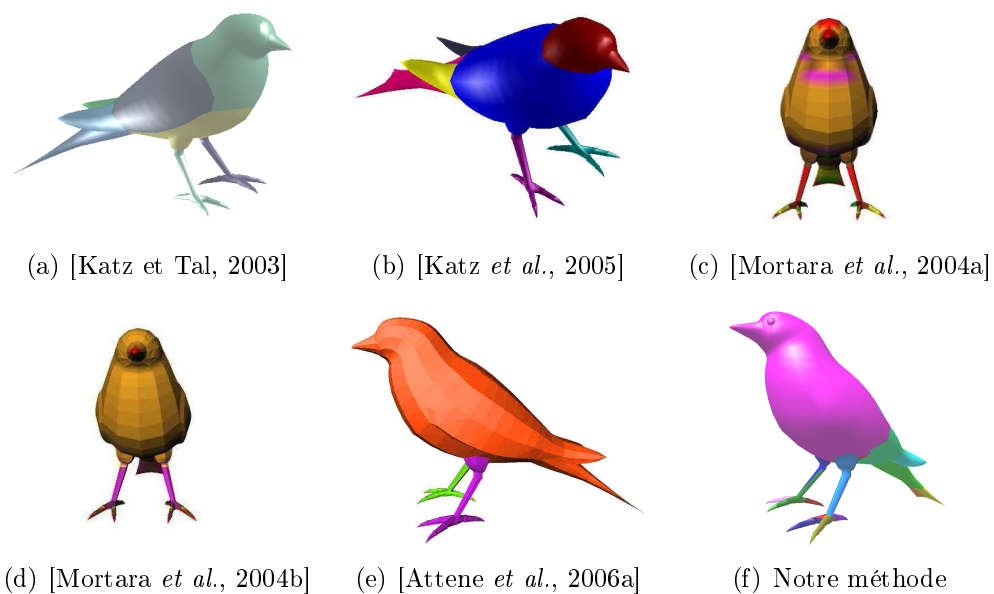 (a) [Katz et Tal, 2003]
(b) [Katz et al., 2005]
(c) [Mortara et al., 2004a]
(d) [Mortara et al., 2004b]
(e) [Attene et al., 2006a]
(f) Notre méthode